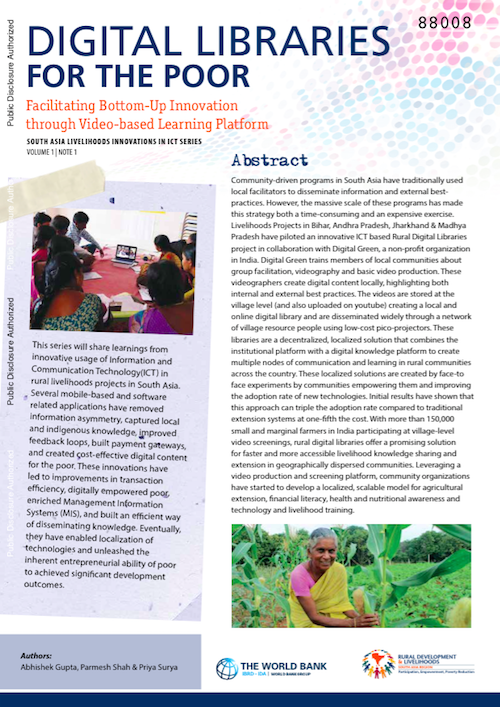 88008
Public Disclosure Authorized
DIGITAL LIBRARIES
FOR THE POOR
Facilitating Bottom-Up Innovation
through Video-based Learning Platform
SOUTH ASIA LIVELIHOODS INNOVATIONS IN ICT SERIES
VOLUME 1 | NOTE 1
Abstract
Community-driven programs in South Asia have traditionally used
local facilitators to disseminate information and external best-
practices. However, the massive scale of these programs has made
this strategy both a time-consuming and an expensive exercise.
Livelihoods Projects in Bihar, Andhra Pradesh, Jharkhand & Madhya
Pradesh have piloted an innovative ICT based Rural Digital Libraries
project in collaboration with Digital Green, a non-profit organization
in India. Digital Green trains members of local communities about
group facilitation, videography and basic video production. These
videographers create digital content locally, highlighting both
internal and external best practices. The videos are stored at the
village level (and also uploaded on youtube) creating a local and
online digital library and are disseminated widely through a network
of village resource people using low-cost pico-projectors. These
libraries are a decentralized, localized solution that combines the
institutional platform with a digital knowledge platform to create
multiple nodes of communication and learning in rural communities
across the country. These localized solutions are created by face-to
face experiments by communities empowering them and improving
the adoption rate of new technologies. Initial results have shown that
this approach can triple the adoption rate compared to traditional
extension systems at one-fifth the cost. With more than 150,000
small and marginal farmers in India participating at village-level
video screenings, rural digital libraries offer a promising solution
for faster and more accessible livelihood knowledge sharing and
extension in geographically dispersed communities. Leveraging a
video production and screening platform, community organizations
have started to develop a localized, scalable model for agricultural
extension, financial literacy, health and nutritional awareness and
technology and livelihood training.
Public Disclosure Authorized
Public Disclosure Authorized
Public Disclosure Authorized
This series will share learnings from
innovative usage of Information and
Communication Technology(ICT) in
rural livelihoods projects in South Asia.
Several mobile-based and software
related applications have removed
information asymmetry, captured local
and indigenous knowledge, improved
feedback loops, built payment gateways,
and created cost-effective digital content
for the poor. These innovations have
led to improvements in transaction
efficiency, digitally empowered poor,
enriched Management Information
Systems (MIS), and built an efficient way
of disseminating knowledge. Eventually,
they have enabled localization of
technologies and unleashed the
inherent entrepreneurial ability of poor
to achieved significant development
outcomes.
Authors:
Abhishek Gupta, Parmesh Shah & Priya Surya
THE WORLD BANK
IBRD • IDA | WORLD BANK GROUP
RURAL DEVELOPMENT
& LIVELIHOODS
SOUTH ASIA REGION
Participation, Empowerment, Poverty Reduction